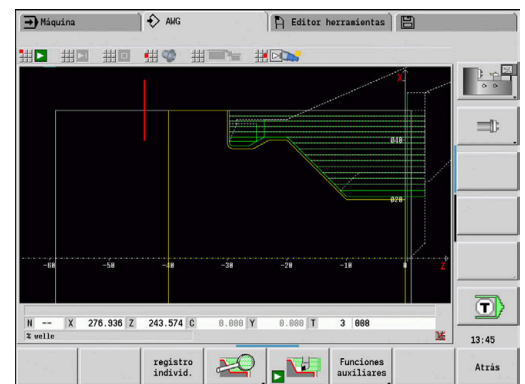 Máquina AWG Editor herramientas
X
Ø40
Ø20
-60 -50 -40 -30 -20 -10 0 Z
N -- X 276.936 Z 243.574 C 0.000 Y 0.000 T 3 008
% welle
T
13:45
registro individ. Funciones auxiliares Atrás